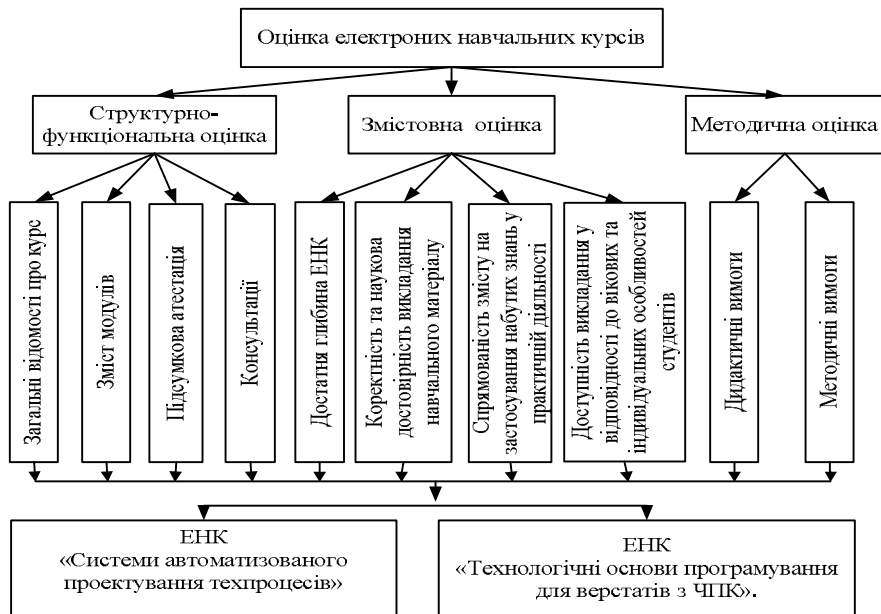 Оцінка електроних навчальних курсів
Структурно-
функціональна оцінка
Змістовна оцінка
Методична оцінка
Загальні відомості про курс
Зміст модулів
Підсумкова атестація
Консультації
Достатня глибина ЕНК
Коректність та наукова
достовірність викладання
навчального матеріалу
Спрямованість змісту на
застосування набутих знань у
практичній діяльності
Доступність викладання у
відповідності до вікових та
індивідуальних особливостей
студентів
Дидактичні вимоги
Методичні вимоги
ЕНК
«Системи автоматизованого
проектування техпроцесів»
ЕНК
«Технологічні основи програмування
для верстатів з ЧПК».